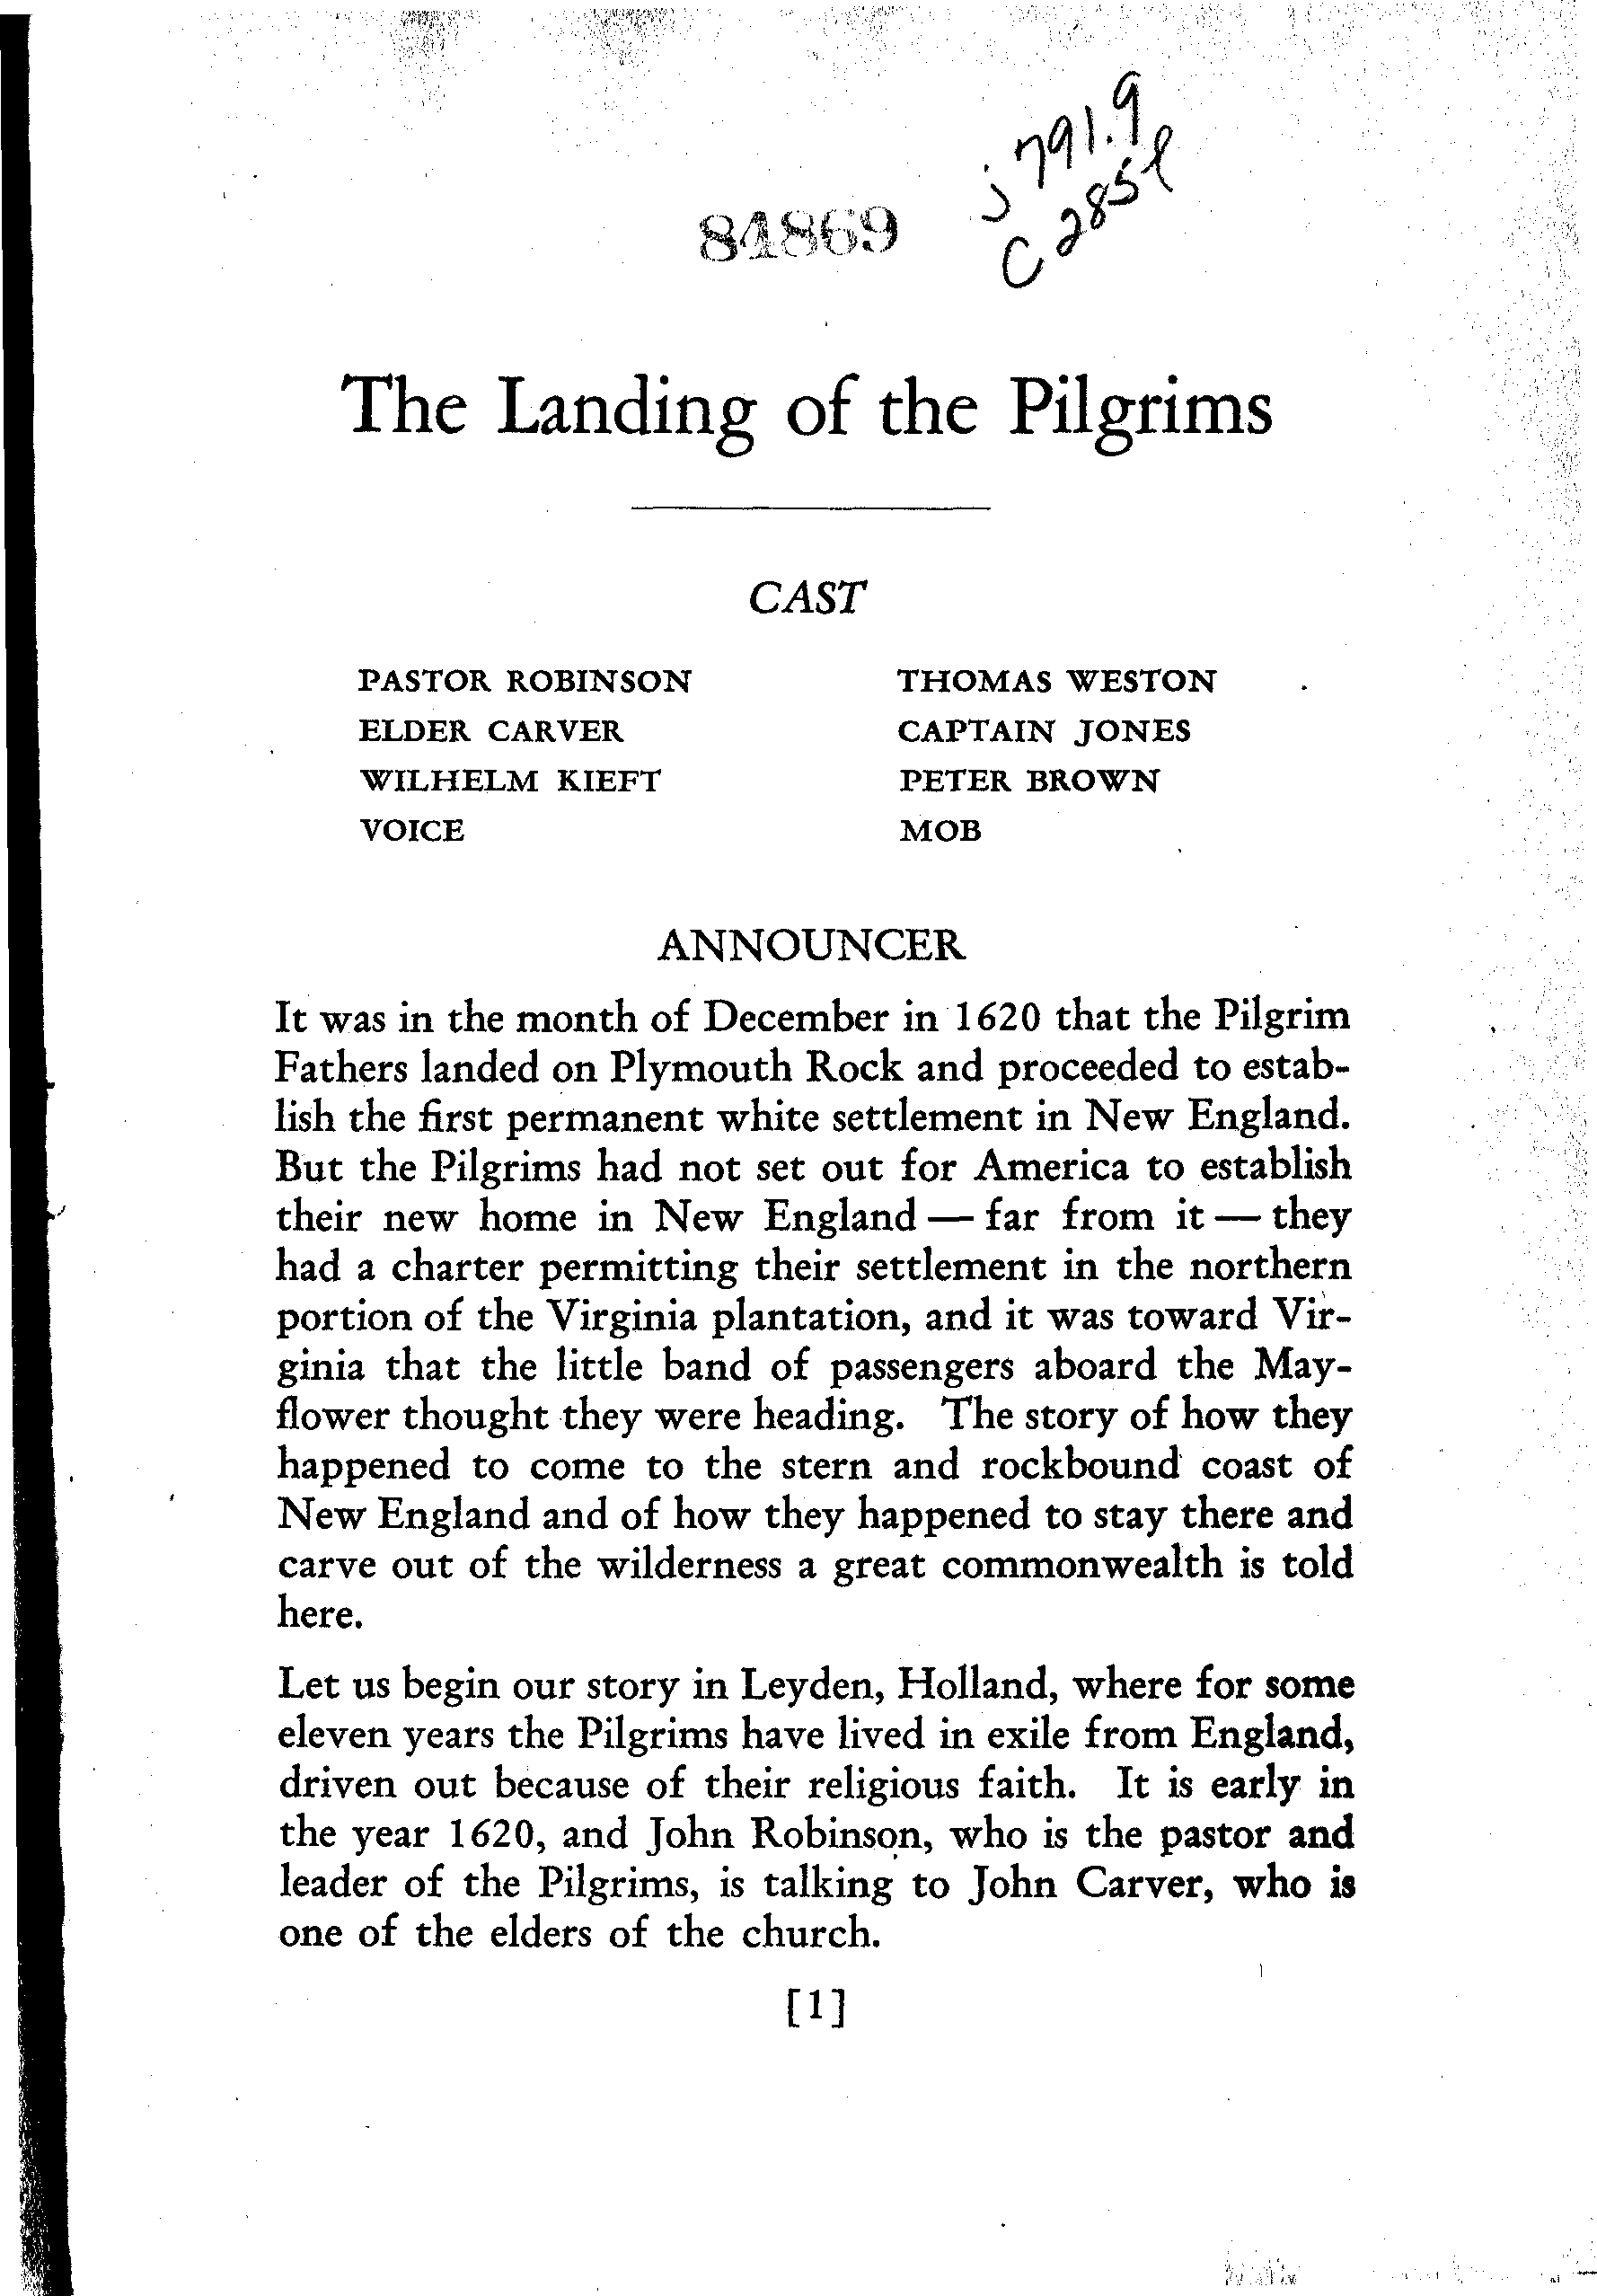 j 791.9
C 285l
84869
The Landing of the Pilgrims
CAST
PASTOR ROBINSON THOMAS WESTON
ELDER CARVER CAPTAIN JONES
WILHELM KIEFT PETER BROWN
VOICE MOB
ANNOUNCER
It was in the month of December in 1620 that the Pilgrim
Fathers landed on Plymouth Rock and proceeded to estab-
lish the first permanent white settlement in New England.
But the Pilgrims had not set out for America to establish
their new home in New England — far from it — they
had a charter permitting their settlement in the northern
portion of the Virginia plantation, and it was toward Vir-
ginia that the little band of passengers aboard the May-
flower thought they were heading. The story of how they
happened to come to the stern and rockbound coast of
New England and of how they happened to stay there and
carve out of the wilderness a great commonwealth is told
here.
Let us begin our story in Leyden, Holland, where for some
eleven years the Pilgrims have lived in exile from England,
driven out because of their religious faith. It is early in
the year 1620, and John Robinson, who is the pastor and
leader of the Pilgrims, is talking to John Carver, who is
one of the elders of the church.
[1]